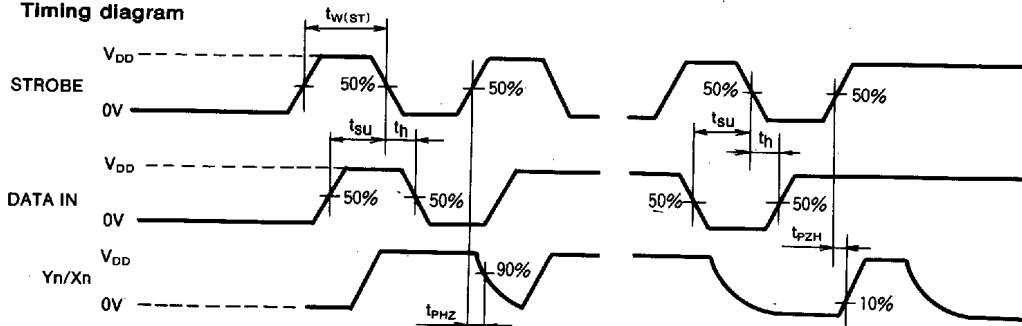 Timing diagram
tW(ST)
VDD
STROBE
50%
50%
50%
50%
0V
tsu
th
tsu
th
VDD
DATA IN
50%
50%
50%
50%
0V
tPZH
VDD
Yn/Xn
90%
0V
10%
tPHZ